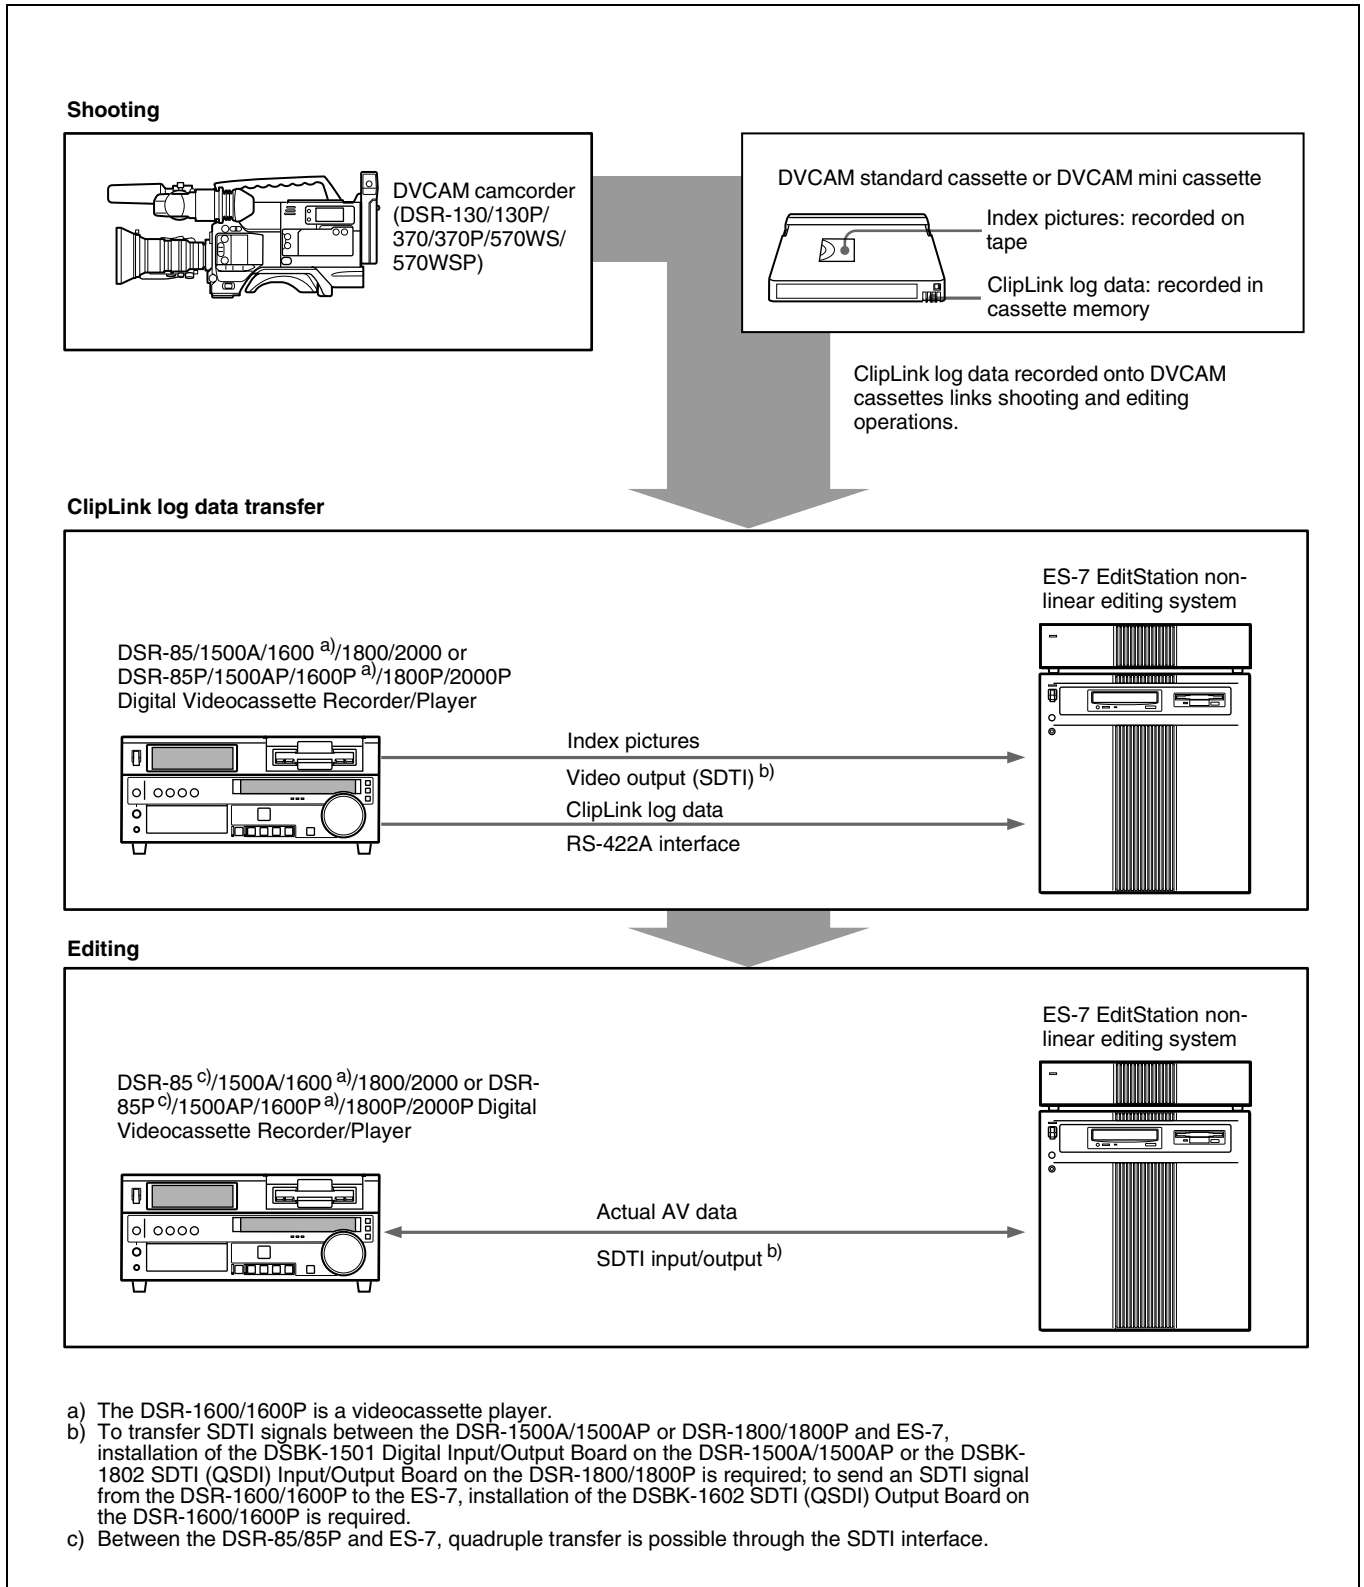 Shooting
DVCAM camcorder
(DSR-130/130P/
370/370P/570WS/
570WSP)
DVCAM standard cassette or DVCAM mini cassette
Index pictures: recorded on
tape
ClipLink log data: recorded in
cassette memory
ClipLink log data recorded onto DVCAM
cassettes links shooting and editing
operations.
ClipLink log data transfer
DSR-85/1500A/1600 a)/1800/2000 or
DSR-85P/1500AP/1600P a)/1800P/2000P
Digital Videocassette Recorder/Player
ES-7 EditStation non-
linear editing system
Index pictures
Video output (SDTI) b)
ClipLink log data
RS-422A interface
Editing
DSR-85 c)/1500A/1600 a)/1800/2000 or DSR-
85P c)/1500AP/1600P a)/1800P/2000P Digital
Videocassette Recorder/Player
ES-7 EditStation non-
linear editing system
Actual AV data
SDTI input/output b)
a) The DSR-1600/1600P is a videocassette player.
b) To transfer SDTI signals between the DSR-1500A/1500AP or DSR-1800/1800P and ES-7,
installation of the DSBK-1501 Digital Input/Output Board on the DSR-1500A/1500AP or the DSBK-
1802 SDTI (QSDI) Input/Output Board on the DSR-1800/1800P is required; to send an SDTI signal
from the DSR-1600/1600P to the ES-7, installation of the DSBK-1602 SDTI (QSDI) Output Board on
the DSR-1600/1600P is required.
c) Between the DSR-85/85P and ES-7, quadruple transfer is possible through the SDTI interface.